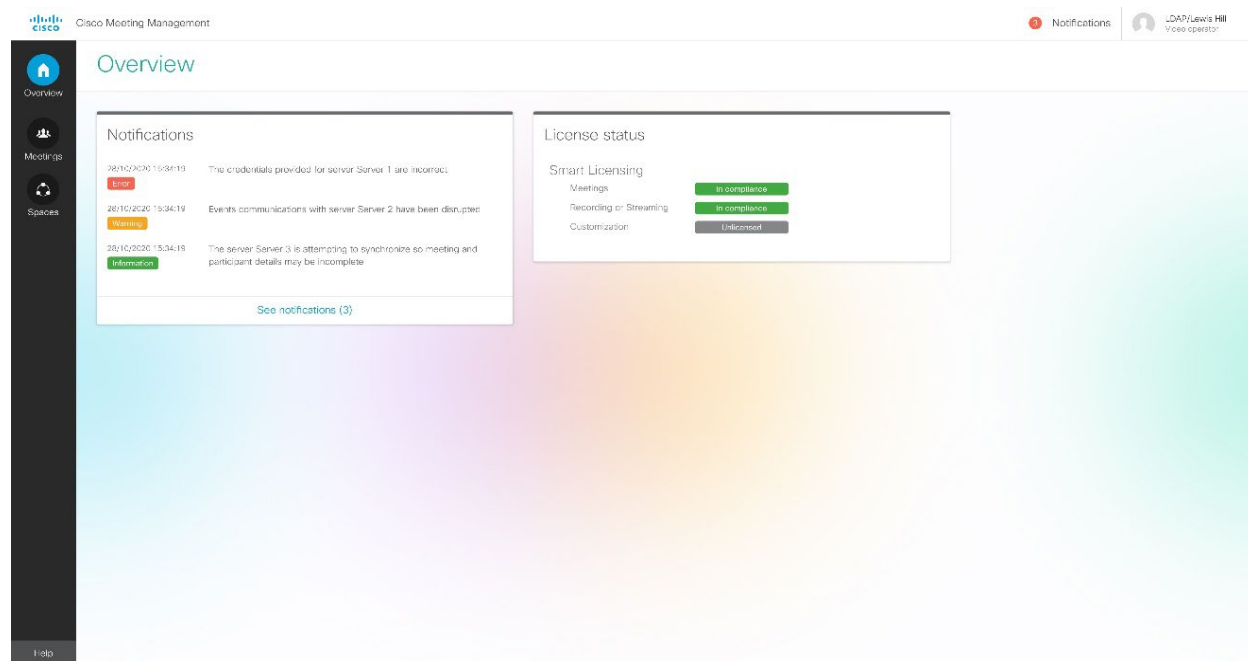 CISCO
Cisco Meeting Management
3 Notifications
LDAP/Lewis Hill
Video operator
Overview
Overview
Meetings
Spaces
Notifications
28/10/2020 15:34:19 The credentials provided for server Server 1 are incorrect
Error
28/10/2020 15:34:19 Events communications with server Server 2 have been disrupted
Warning
28/10/2020 15:34:19 The server Server 3 is attempting to synchronize so meeting and
participant details may be incomplete
Information
See notifications (3)
License status
Smart Licensing
Meetings In compliance
Recording or Streaming In compliance
Customization Unlicensed
Help